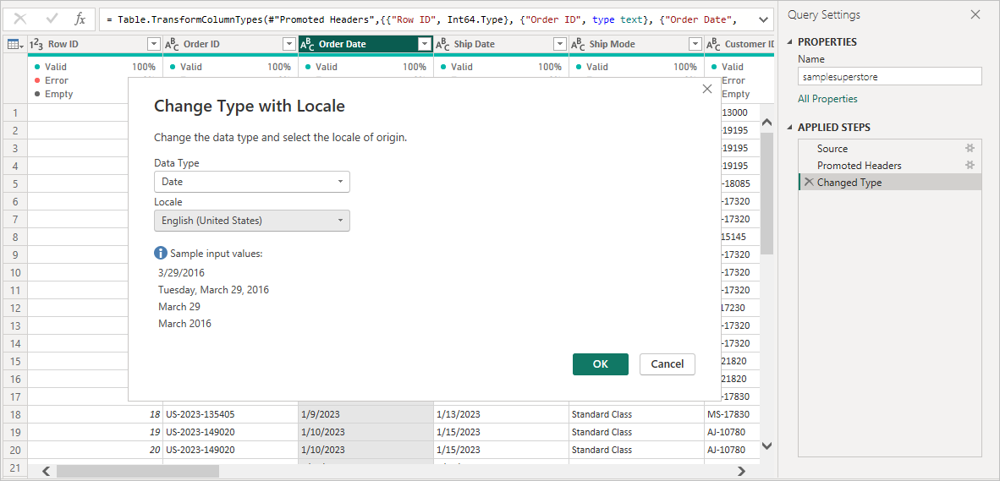 fx = Table.TransformColumnTypes(#"Promoted Headers",{{"Row ID", Int64.Type}, {"Order ID", type text}, {"Order Date",
Query Settings
PROPERTIES
Name
samplesuperstore
All Properties
APPLIED STEPS
Source
Promoted Headers
Changed Type
123 Row ID ABC Order ID ABC Order Date ABC Ship Date ABC Ship Mode ABC Customer ID
Valid 100% Valid 100% Valid 100% Valid 100% Valid 100% Valid
Error Error
Empty Empty
Change Type with Locale
Change the data type and select the locale of origin.
Data Type
Date
Locale
English (United States)
Sample input values:
3/29/2016
Tuesday, March 29, 2016
March 29
March 2016
OK Cancel
1 13000
2 -19195
3 -19195
4 -19195
5 -18085
6 -17320
7 -17320
8 15145
9 -17320
10 -17320
11 -17320
12 17230
13 -17320
14 -17320
15 21820
16 21820
17 -17830
18 18 US-2023-135405 1/9/2023 1/13/2023 Standard Class MS-17830
19 19 US-2023-149020 1/10/2023 1/15/2023 Standard Class AJ-10780
20 20 US-2023-149020 1/10/2023 1/15/2023 Standard Class AJ-10780
21